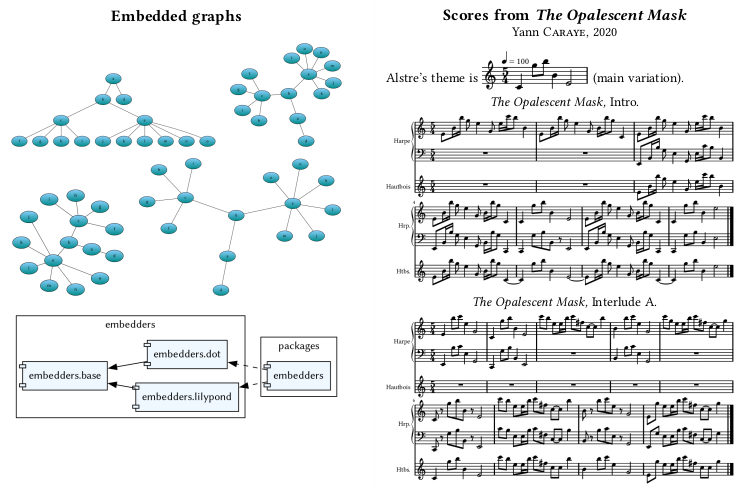 Embedded graphs
embedders
embedders.base
embedders.dot
embedders.lilypond
packages
embedders
Scores from The Opalescent Mask
Yann CARAYE, 2020
Alstre's theme is
= 100
(main variation).
The Opalescent Mask, Intro.
Harpe
Hautbois
Hrp.
Htbs.
The Opalescent Mask, Interlude A.
Harpe
Hautbois
Hrp.
Htbs.